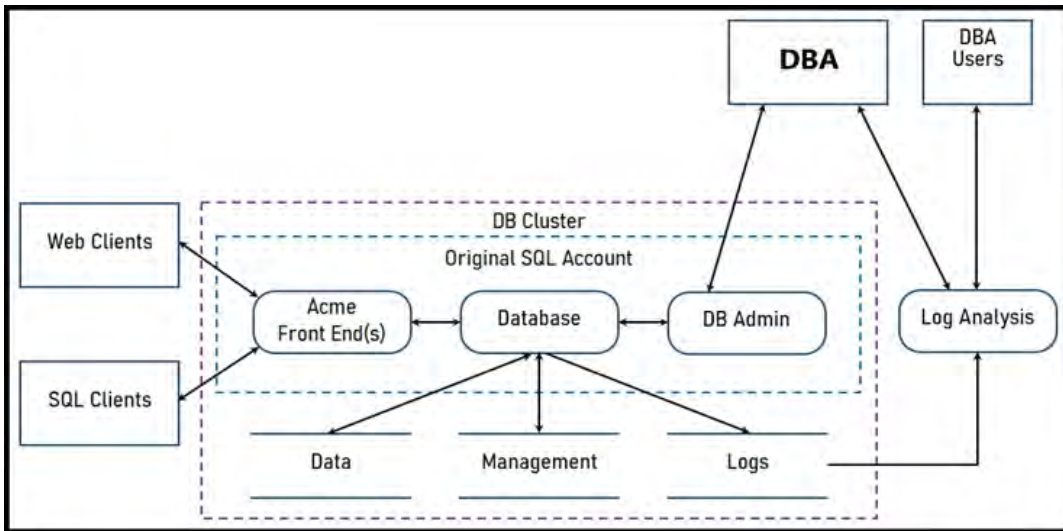 DBA
DBA
Users
DB Cluster
Web Clients
Original SQL Account
Acme
Front End(s)
Database
DB Admin
Log Analysis
SQL Clients
Data
Management
Logs